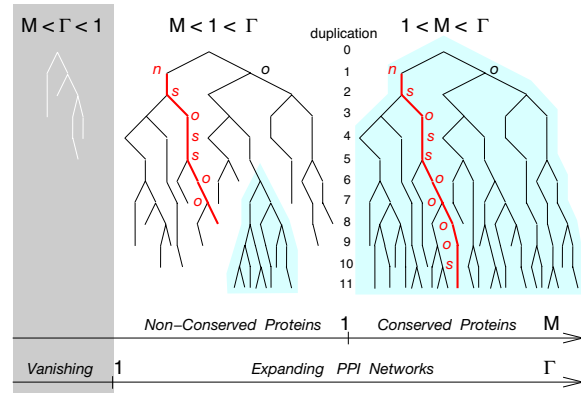 M < Γ < 1
M < 1 < Γ
1 < M < Γ
duplication
0
1
2
3
4
5
6
7
8
9
10
11
n
o
s
o
s
s
o
o
n
o
s
o
s
s
o
o
o
o
s
Non−Conserved Proteins
1
Conserved Proteins
M
Vanishing
1
Expanding PPI Networks
Γ